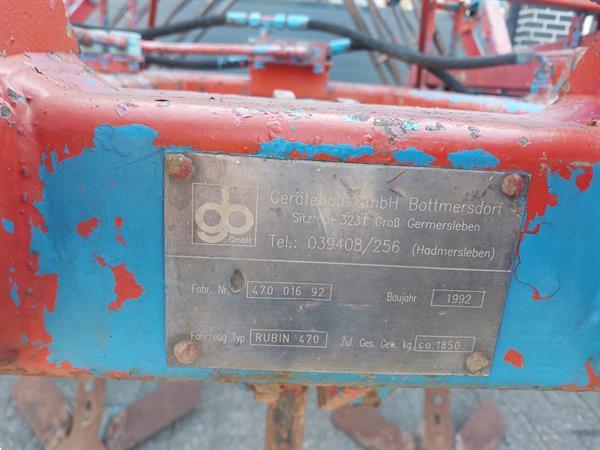 gb
GmbH
Gerätebau GmbH Bottmersdorf
Sitz: O-3231 Groß Germersleben
Tel.: 039408/256 (Hadmersleben)
Fabr. Nr. 470 016 92 Baujahr 1992
Fahrzeug Typ RUBIN 470 Zul. Ges. Gew. kg ca.1850